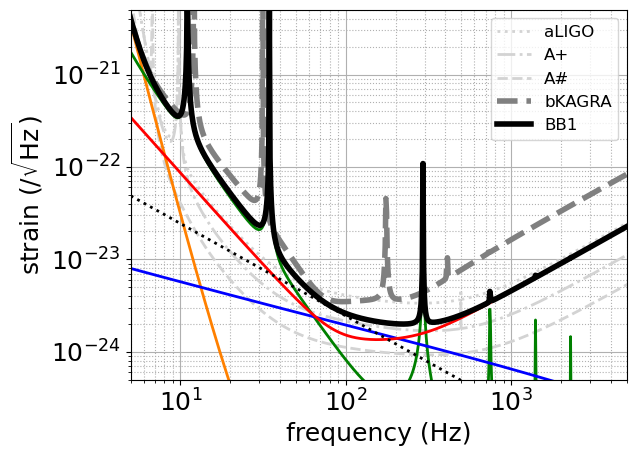 aLIGO
A+
A#
bKAGRA
BB1
strain (/√Hz)
10⁻²¹
10⁻²²
10⁻²³
10⁻²⁴
10¹ 10² 10³
frequency (Hz)